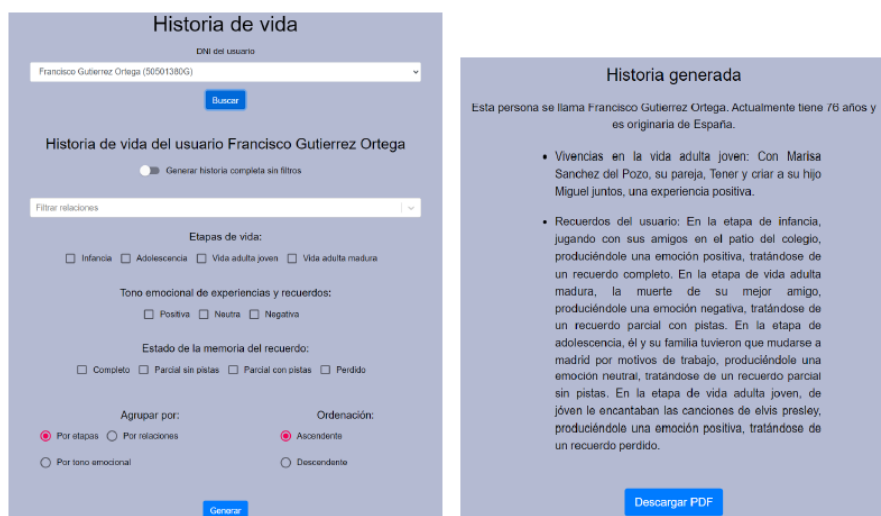 Historia de vida
DNI del usuario
Francisco Gutierrez Ortega (50501380G)
Buscar
Historia de vida del usuario Francisco Gutierrez Ortega
Generar historia completa sin filtros
Filtrar relaciones
Etapas de vida:
Infancia Adolescencia Vida adulta joven Vida adulta madura
Tono emocional de experiencias y recuerdos:
Positiva Neutra Negativa
Estado de la memoria del recuerdo:
Completo Parcial sin pistas Parcial con pistas Perdido
Agrupar por: Ordenación:
Por etapas Por relaciones Ascendente
Por tono emocional Descendente
Generar
Historia generada
Esta persona se llama Francisco Gutierrez Ortega. Actualmente tiene 76 años y
es originaria de España.
• Vivencias en la vida adulta joven: Con Marisa
Sanchez del Pozo, su pareja, Tener y criar a su hijo
Miguel juntos, una experiencia positiva.
• Recuerdos del usuario: En la etapa de infancia,
jugando con sus amigos en el patio del colegio,
produciéndole una emoción positiva, tratándose de
un recuerdo completo. En la etapa de vida adulta
madura, la muerte de su mejor amigo,
produciéndole una emoción negativa, tratándose de
un recuerdo parcial con pistas. En la etapa de
adolescencia, él y su familia tuvieron que mudarse a
madrid por motivos de trabajo, produciéndole una
emoción neutral, tratándose de un recuerdo parcial
sin pistas. En la etapa de vida adulta joven, de
jóven le encantaban las canciones de elvis presley,
produciéndole una emoción positiva, tratándose de
un recuerdo perdido.
Descargar PDF